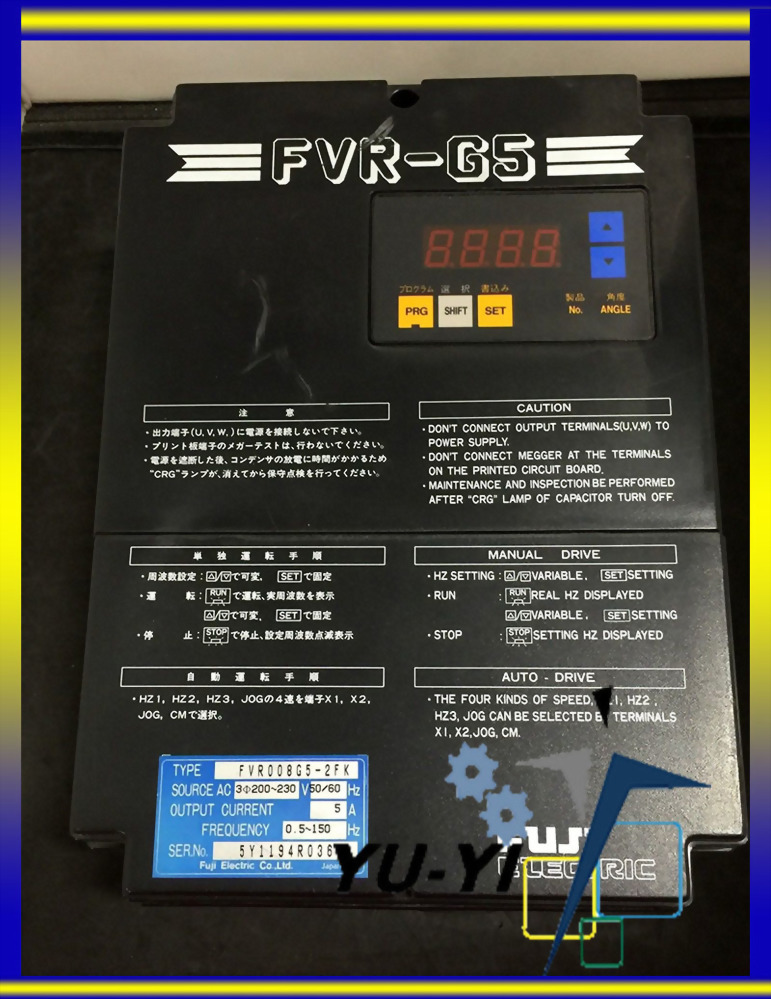 FVR-G5
8.8.8.8
プログラム 選択 書込み
PRG SHIFT SET
製品 角度
No. ANGLE
注意
・出力端子(U, V, W,)に電源を接続しないで下さい。
・プリント板端子のメガーテストは、行わないでください。
・電源を遮断した後、コンデンサの放電に時間がかかるため
"CRG"ランプが、消えてから保守点検を行ってください。
CAUTION
・DON'T CONNECT OUTPUT TERMINALS(U,V,W) TO
POWER SUPPLY.
・DON'T CONNECT MEGGER AT THE TERMINALS
ON THE PRINTED CIRCUIT BOARD.
・MAINTENANCE AND INSPECTION BE PERFORMED
AFTER "CRG" LAMP OF CAPACITOR TURN OFF.
単独運転手順
・周波数設定：△/▽で可変, SETで固定
・運転：RUNで運転、実周波数を表示
△/▽で可変, SETで固定
・停止：STOPで停止、設定周波数点滅表示
MANUAL DRIVE
・HZ SETTING : △/▽VARIABLE, SETSETTING
・RUN : RUNREAL HZ DISPLAYED
△/▽VARIABLE, SETSETTING
・STOP : STOPSETTING HZ DISPLAYED
自動運転手順
・HZ1, HZ2, HZ3, JOGの4速を端子X1, X2,
JOG, CMで選択。
AUTO - DRIVE
・THE FOUR KINDS OF SPEED, HZ2,
HZ3, JOG CAN BE SELECTED TERMINALS
X1, X2, JOG, CM.
TYPE FVR008G5-2FK
SOURCE AC 3Φ200~230 V 50/60 Hz
OUTPUT CURRENT 5 A
FREQUENCY 0.5~150 Hz
SER.No. 5Y1194R036
Fuji Electric Co.,Ltd. Japan
YU-YI
ELECTRIC